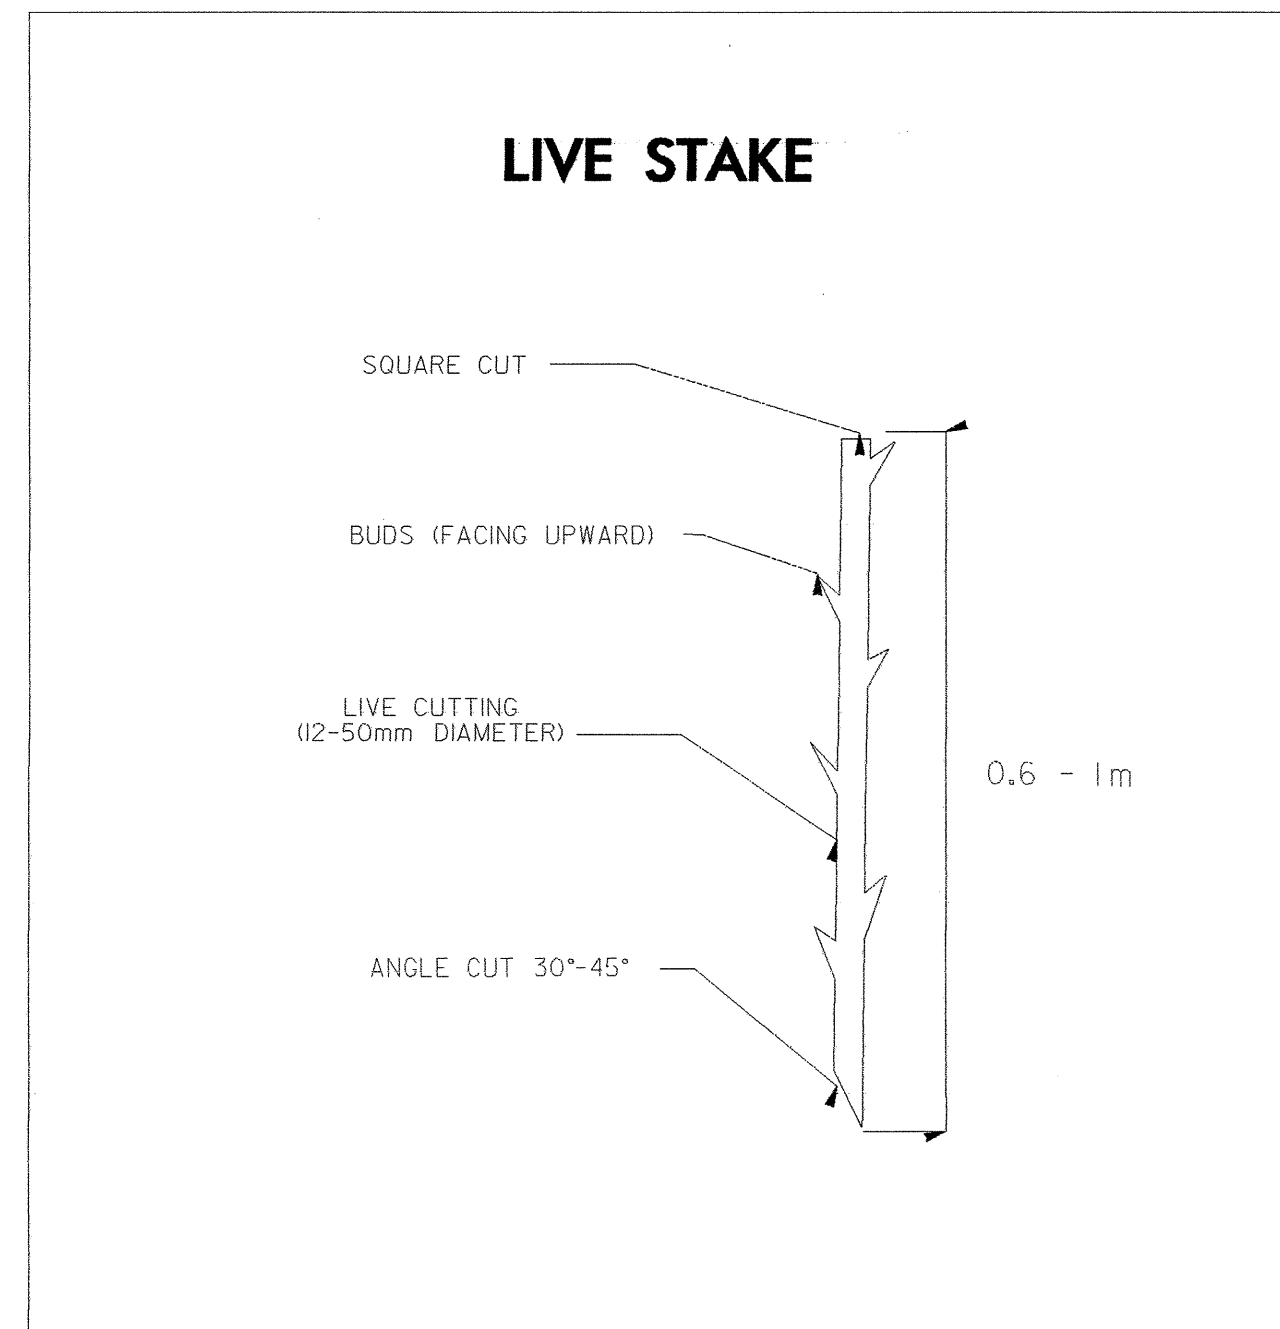 LIVE STAKE
SQUARE CUT
BUDS (FACING UPWARD)
LIVE CUTTING
(12-50mm DIAMETER)
0.6 - 1m
ANGLE CUT 30°-45°